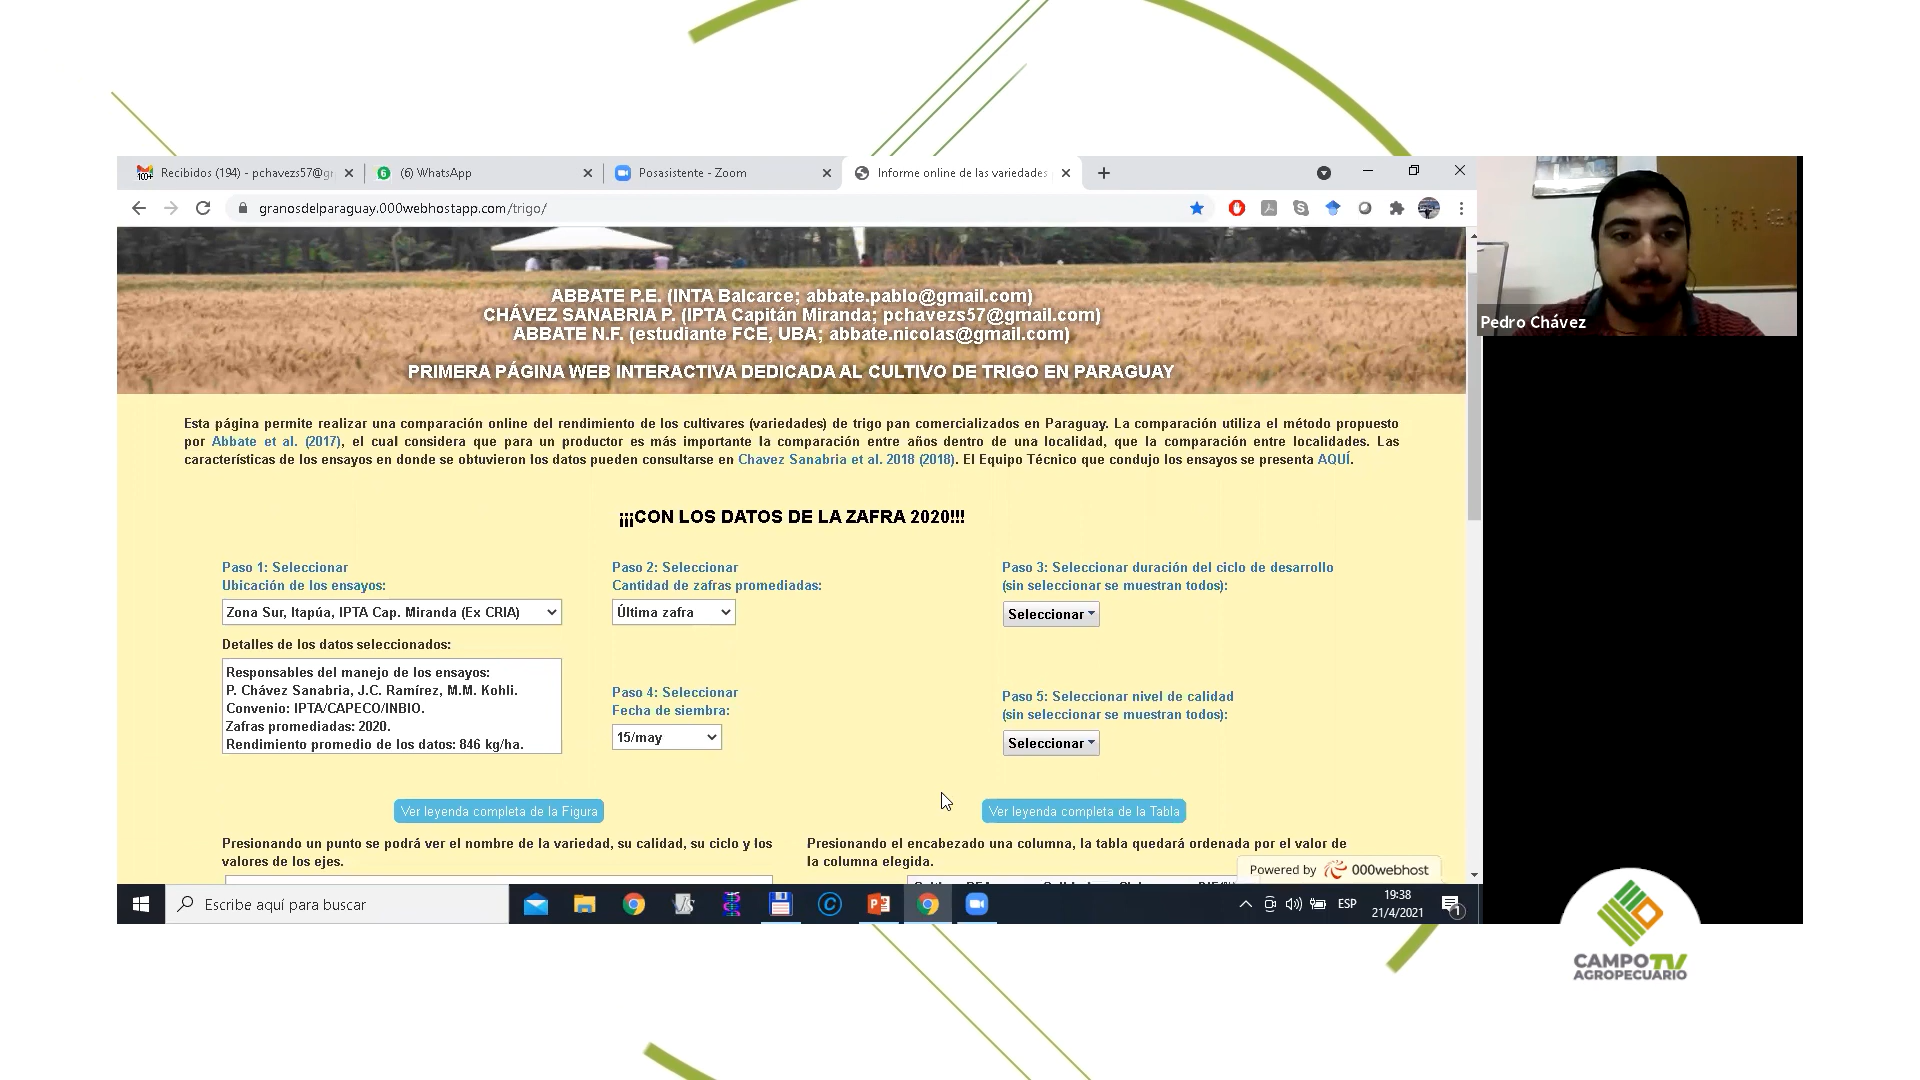 Recibidos (194) - pchavezs57@gr
(6) WhatsApp
Posasistente - Zoom
Informe online de las variedades
granosdelparaguay.000webhostapp.com/trigo/
ABBATE P.E. (INTA Balcarce; abbate.pablo@gmail.com)
CHÁVEZ SANABRIA P. (IPTA Capitán Miranda; pchavezs57@gmail.com)
ABBATE N.F. (estudiante FCE, UBA; abbate.nicolas@gmail.com)
PRIMERA PÁGINA WEB INTERACTIVA DEDICADA AL CULTIVO DE TRIGO EN PARAGUAY
Pedro Chávez
Esta página permite realizar una comparación online del rendimiento de los cultivares (variedades) de trigo pan comercializados en Paraguay. La comparación utiliza el método propuesto
por Abbate et al. (2017), el cual considera que para un productor es más importante la comparación entre años dentro de una localidad, que la comparación entre localidades. Las
características de los ensayos en donde se obtuvieron los datos pueden consultarse en Chavez Sanabria et al. 2018 (2018). El Equipo Técnico que condujo los ensayos se presenta AQUÍ.
¡¡¡CON LOS DATOS DE LA ZAFRA 2020!!!
Paso 1: Seleccionar
Ubicación de los ensayos:
Zona Sur, Itapúa, IPTA Cap. Miranda (Ex CRIA)
Detalles de los datos seleccionados:
Responsables del manejo de los ensayos:
P. Chávez Sanabria, J.C. Ramírez, M.M. Kohli.
Convenio: IPTA/CAPECO/INBIO.
Zafras promediadas: 2020.
Rendimiento promedio de los datos: 846 kg/ha.
Paso 2: Seleccionar
Cantidad de zafras promediadas:
Última zafra
Paso 3: Seleccionar duración del ciclo de desarrollo
(sin seleccionar se muestran todos):
Seleccionar
Paso 4: Seleccionar
Fecha de siembra:
15/may
Paso 5: Seleccionar nivel de calidad
(sin seleccionar se muestran todos):
Seleccionar
Ver leyenda completa de la Figura
Ver leyenda completa de la Tabla
Presionando un punto se podrá ver el nombre de la variedad, su calidad, su ciclo y los
valores de los ejes.
Presionando el encabezado una columna, la tabla quedará ordenada por el valor de
la columna elegida.
Powered by 000webhost
Escribe aquí para buscar
ESP
19:38
21/4/2021
1
CAMPO TV
AGROPECUARIO